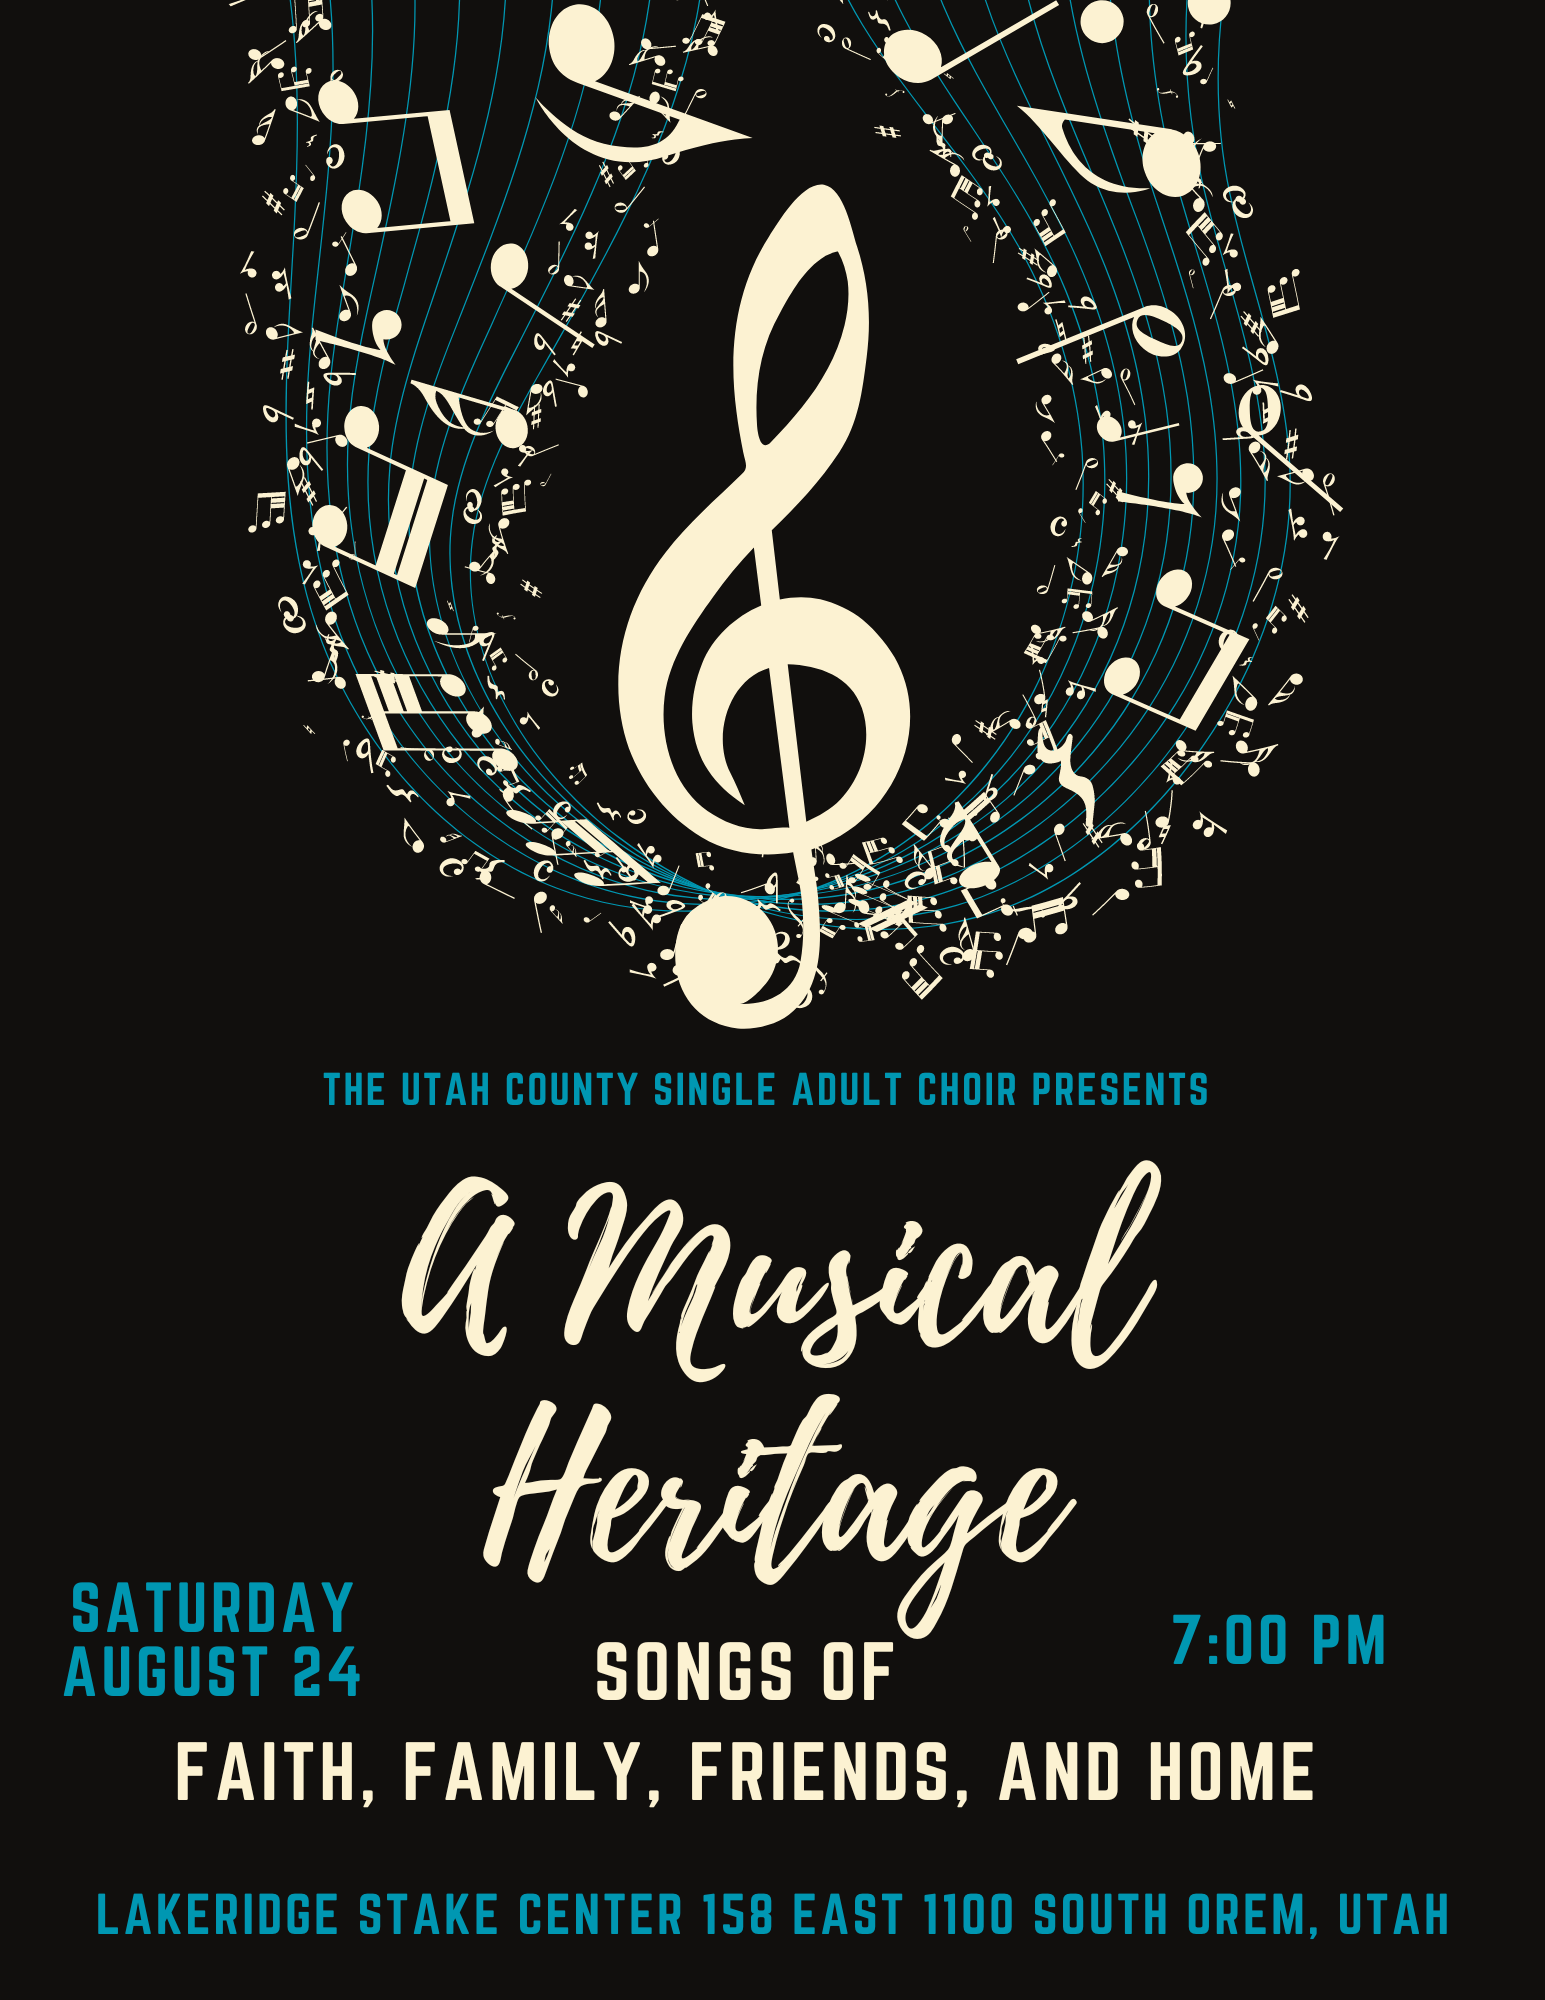 THE UTAH COUNTY SINGLE ADULT CHOIR PRESENTS
A Musical
Heritage
SATURDAY
AUGUST 24
7:00 PM
SONGS OF
FAITH, FAMILY, FRIENDS, AND HOME
LAKERIDGE STAKE CENTER 158 EAST 1100 SOUTH OREM, UTAH